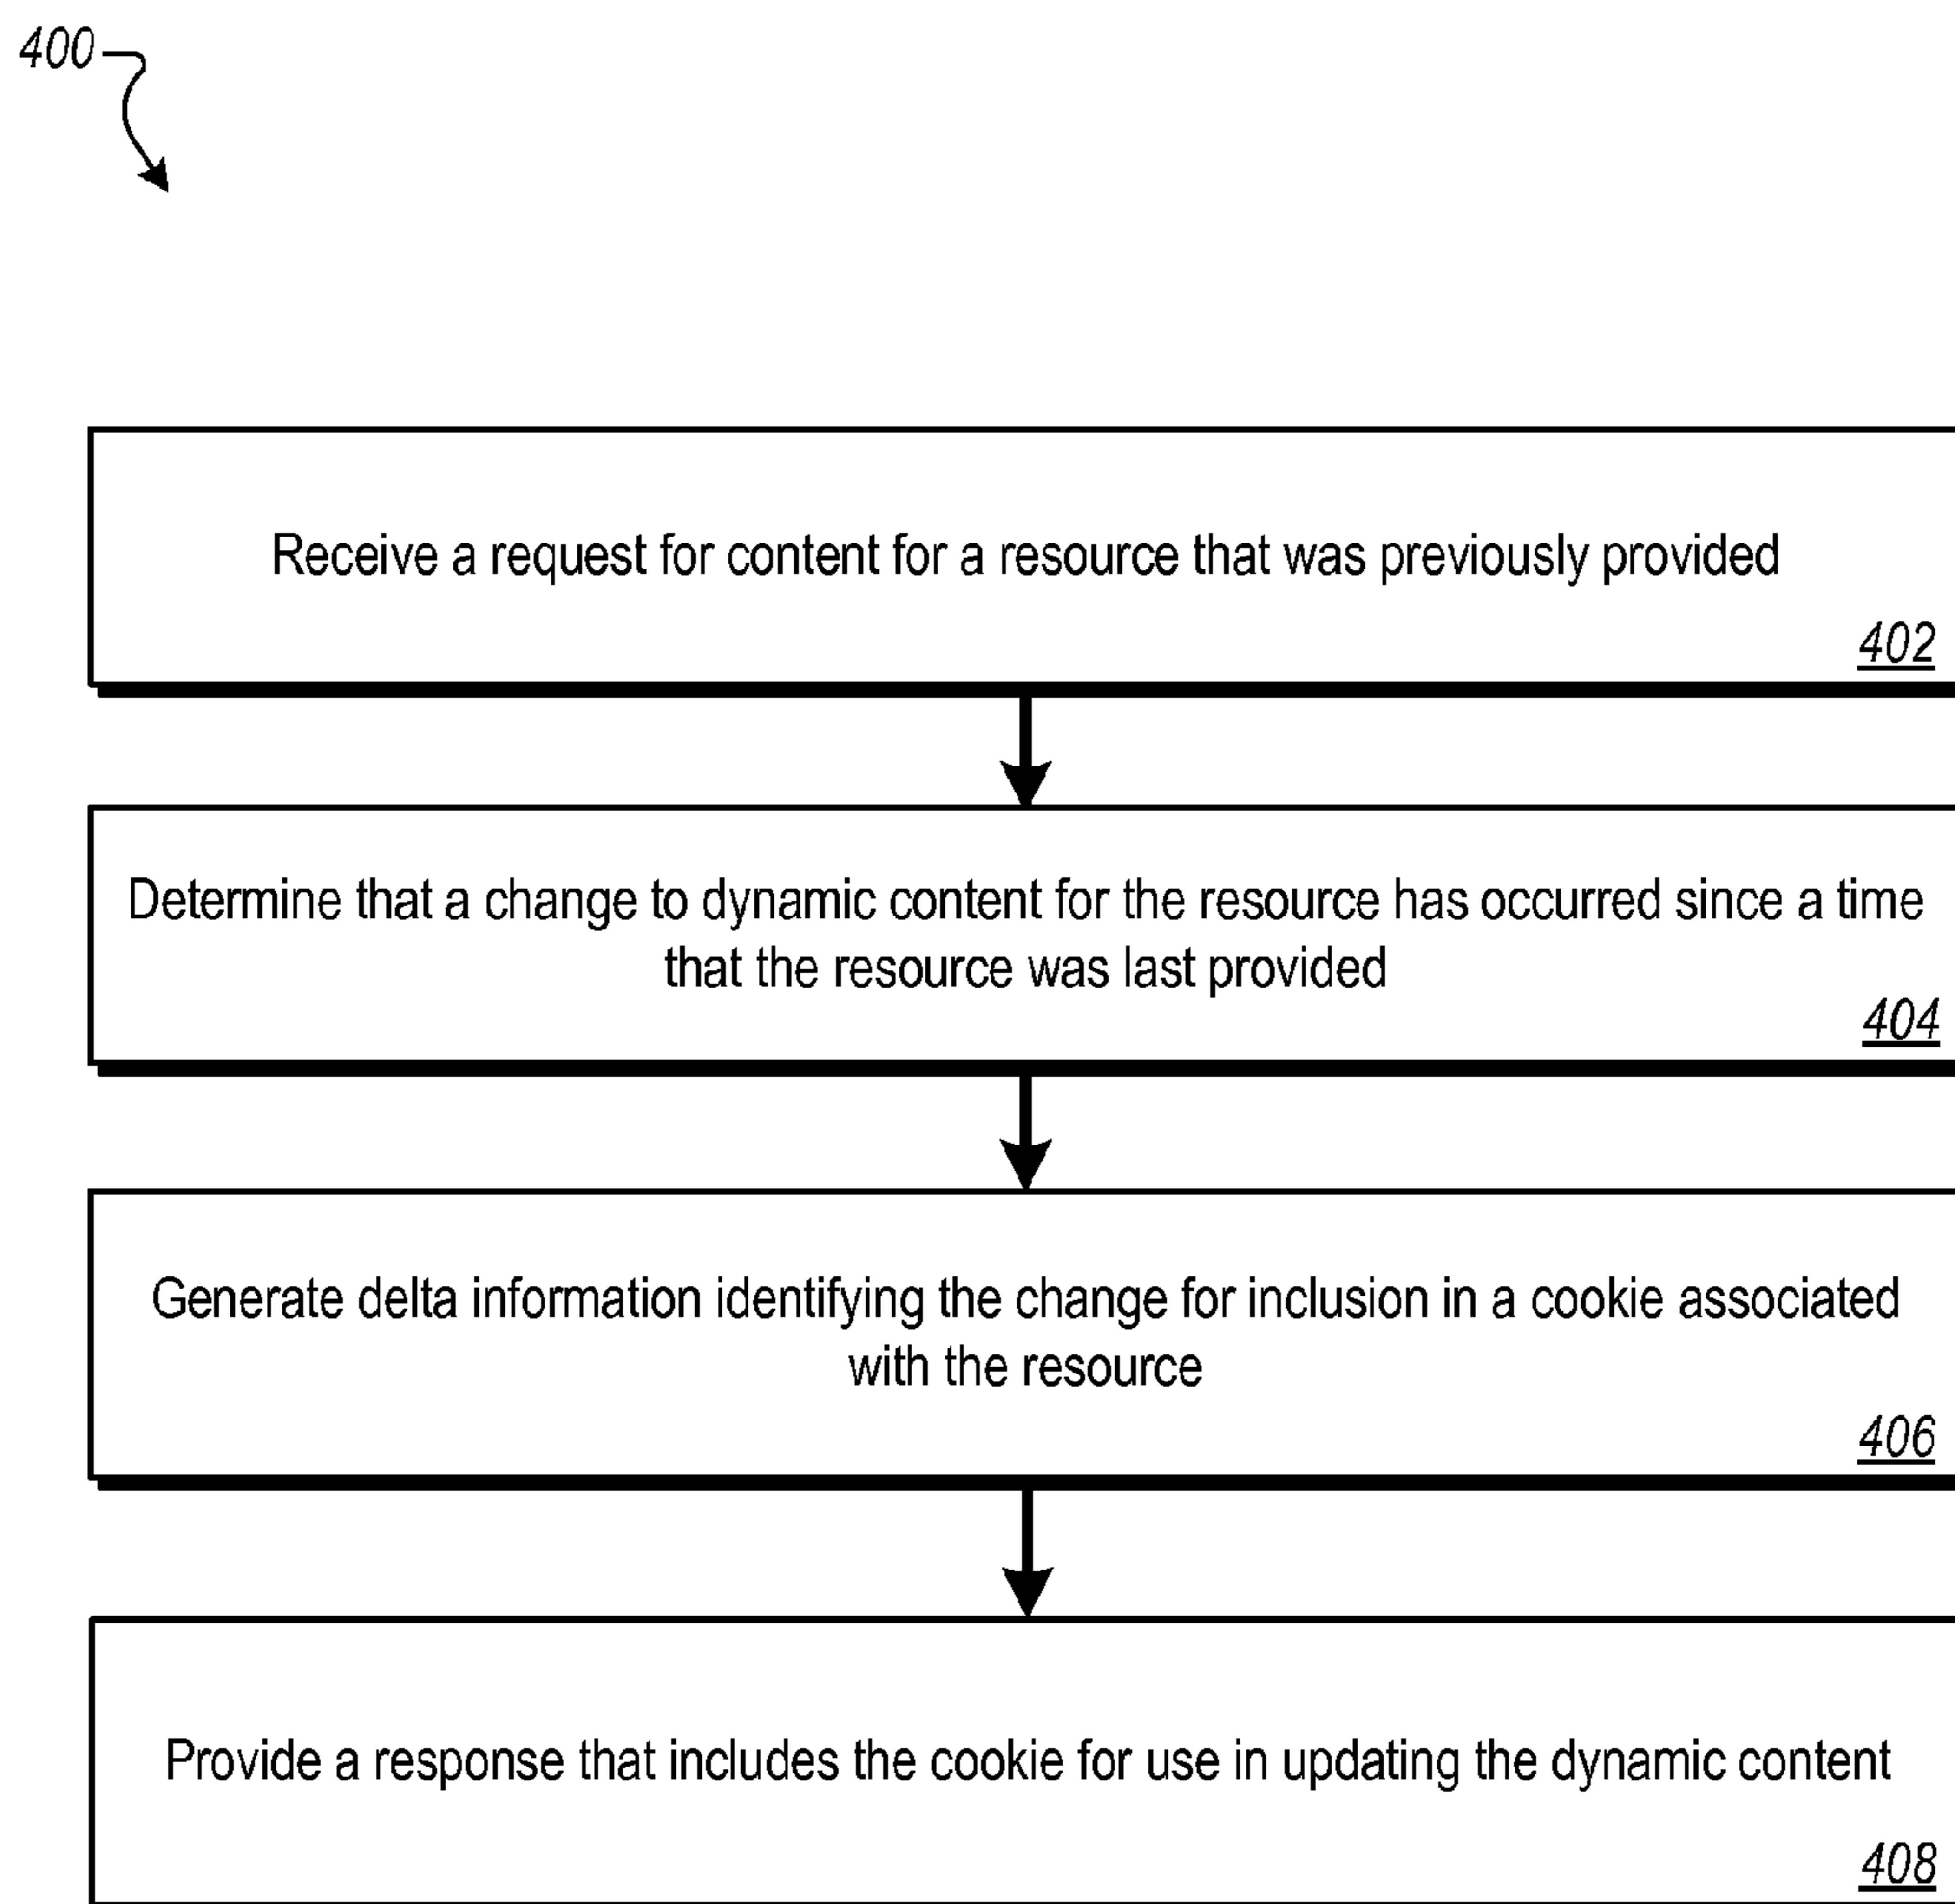 400
Receive a request for content for a resource that was previously provided
402
Determine that a change to dynamic content for the resource has occurred since a time
that the resource was last provided
404
Generate delta information identifying the change for inclusion in a cookie associated
with the resource
406
Provide a response that includes the cookie for use in updating the dynamic content
408